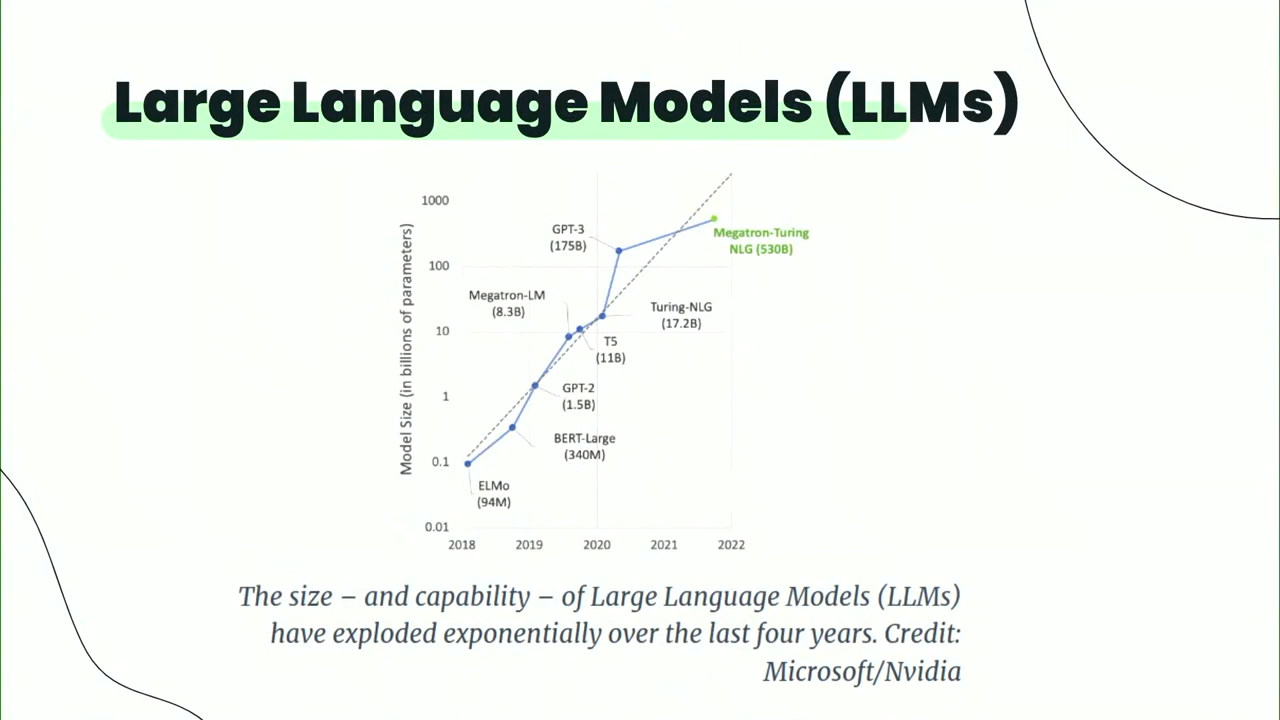 Large Language Models (LLMs)
Model Size (in billions of parameters)
1000
100
10
1
0.1
0.01
2018 2019 2020 2021 2022
GPT-3
(175B)
Megatron-Turing
NLG (530B)
Megatron-LM
(8.3B)
Turing-NLG
(17.2B)
T5
(11B)
GPT-2
(1.5B)
BERT-Large
(340M)
ELMo
(94M)
The size – and capability – of Large Language Models (LLMs)
have exploded exponentially over the last four years. Credit:
Microsoft/Nvidia